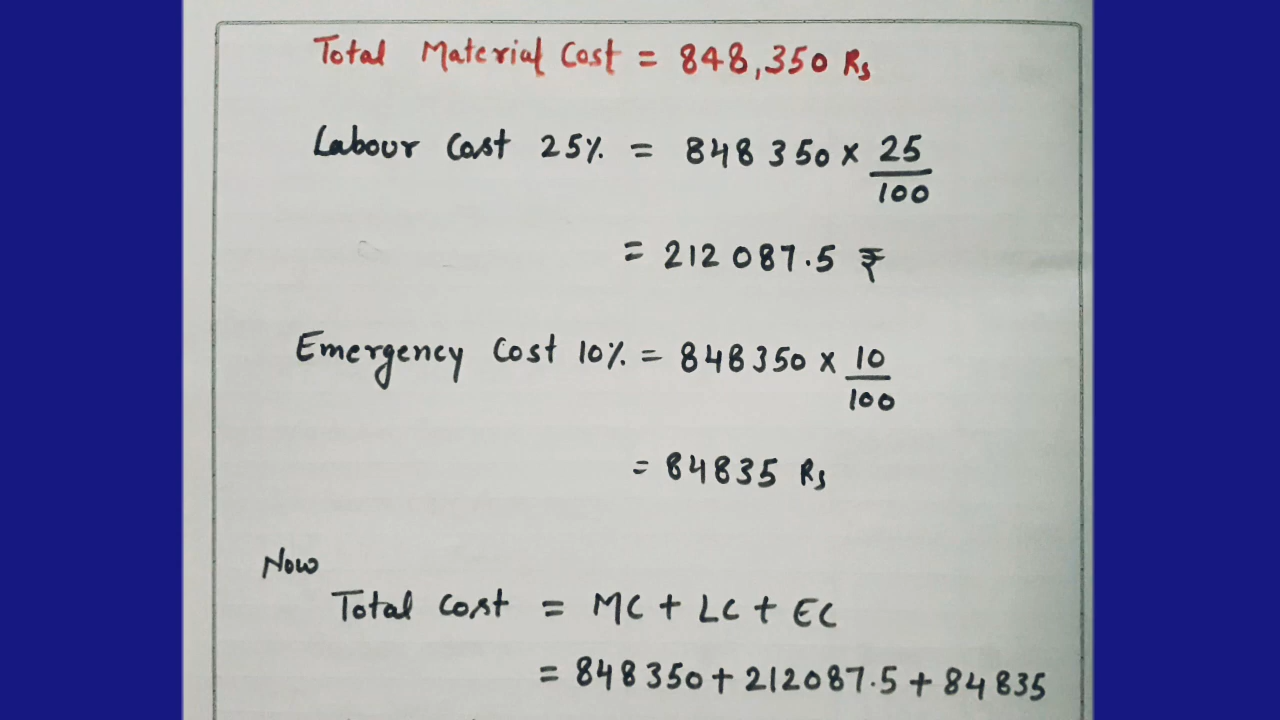 Total Material Cost = 848,350 Rs
Labour Cost 25% = 848350 x 25/100
= 212087.5 ₹
Emergency Cost 10% = 848350 x 10/100
= 84835 Rs
Now
Total Cost = MC + LC + EC
= 848350 + 212087.5 + 84835